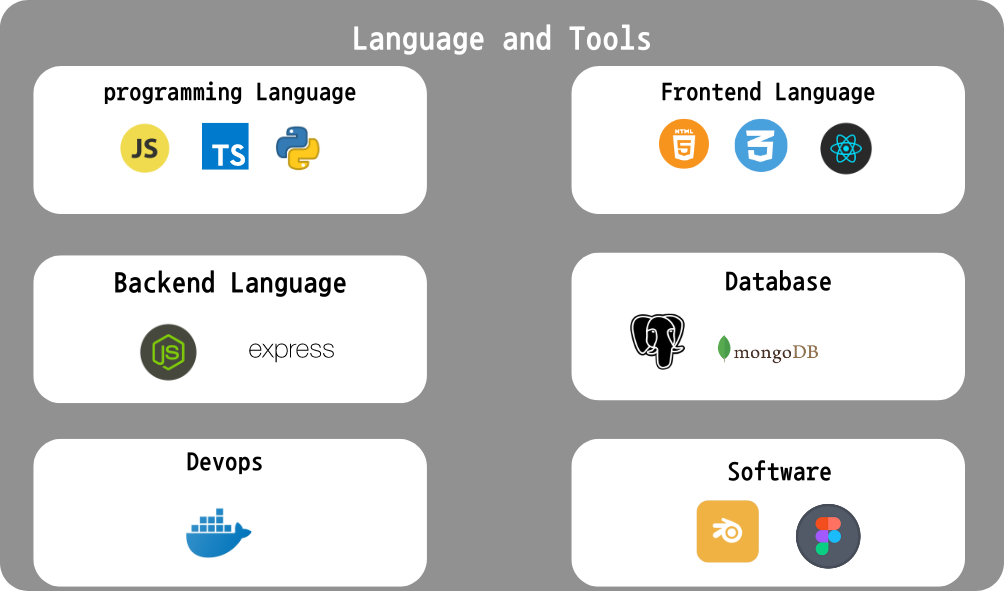 Language and Tools
programming Language
JS
TS
Frontend Language
HTML
5
3
Backend Language
JS
express
Database
mongoDB
Devops
Software